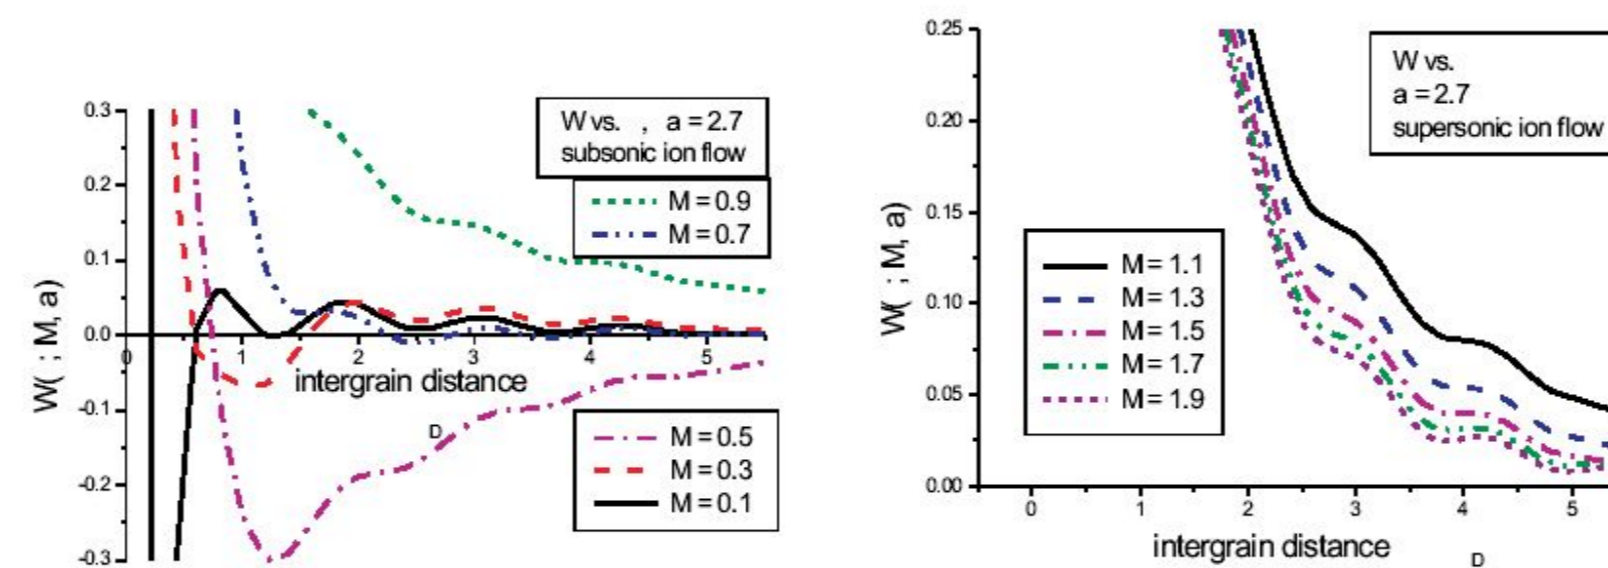 0.3
0.2
0.1
0.0
-0.1
-0.2
-0.3
W( ; M, a)
0 1 2 3 4 5
intergrain distance
D
W vs. , a = 2.7
subsonic ion flow
M = 0.9
M = 0.7
M = 0.5
M = 0.3
M = 0.1
0.25
0.20
0.15
0.10
0.05
0.00
W( ; M, a)
0 1 2 3 4 5
intergrain distance
D
W vs.
a = 2.7
supersonic ion flow
M = 1.1
M = 1.3
M = 1.5
M = 1.7
M = 1.9